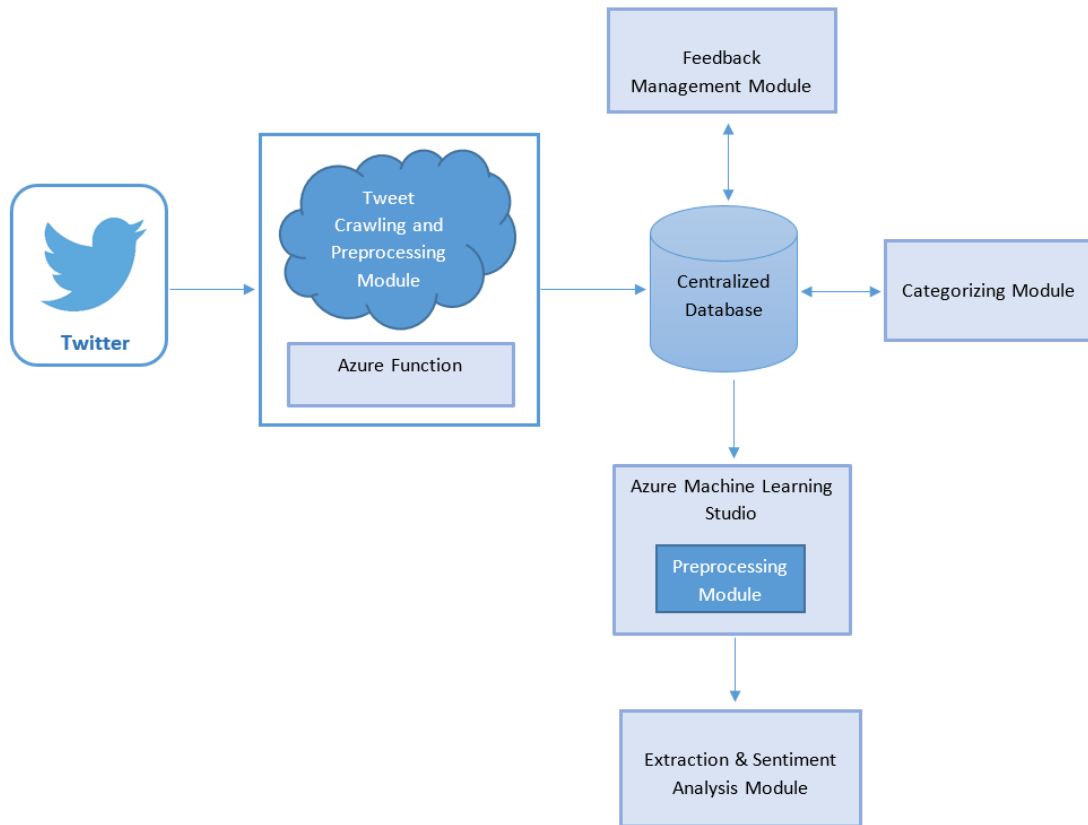 Feedback
Management Module
Tweet
Crawling and
Preprocessing
Module
Twitter
Azure Function
Centralized
Database
Categorizing Module
Azure Machine Learning
Studio
Preprocessing
Module
Extraction & Sentiment
Analysis Module